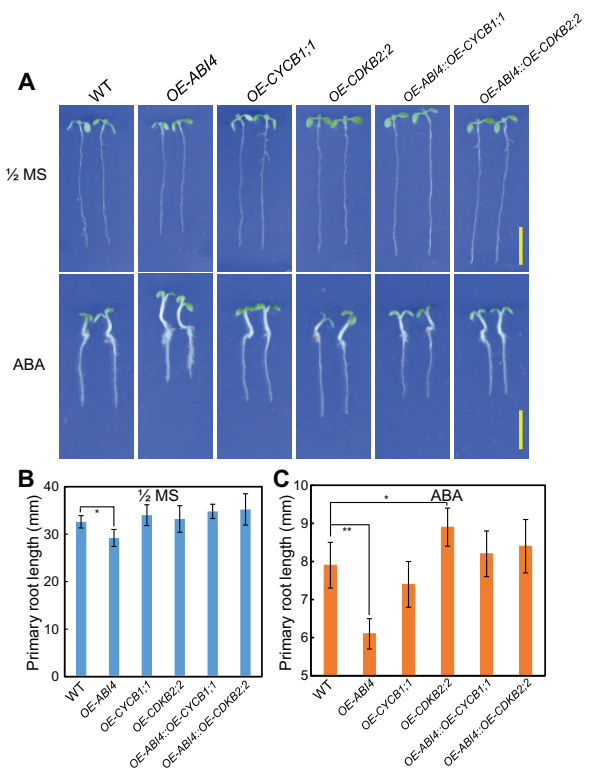 A
WT
OE-ABI4
OE-CYCB1;1
OE-CDKB2;2
OE-ABI4::OE-CYCB1;1
OE-ABI4::OE-CDKB2;2
½ MS
ABA
B
½ MS
Primary root length (mm)
40
30
20
10
0
*
WT
OE-ABI4
OE-CYCB1;1
OE-CDKB2;2
OE-ABI4::OE-CYCB1;1
OE-ABI4::OE-CDKB2;2
C
ABA
Primary root length (mm)
10
9
8
7
6
5
*
**
WT
OE-ABI4
OE-CYCB1;1
OE-CDKB2;2
OE-ABI4::OE-CYCB1;1
OE-ABI4::OE-CDKB2;2